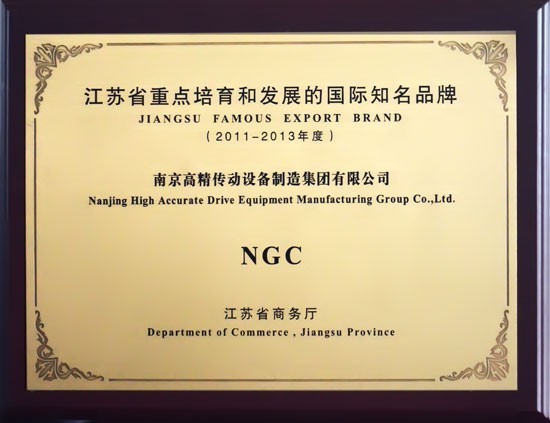 江苏省重点培育和发展的国际知名品牌
JIANGSU FAMOUS EXPORT BRAND
（2011-2013年度）
南京高精传动设备制造集团有限公司
Nanjing High Accurate Drive Equipment Manufacturing Group Co.,Ltd.
NGC
江苏省商务厅
Department of Commerce , Jiangsu Province